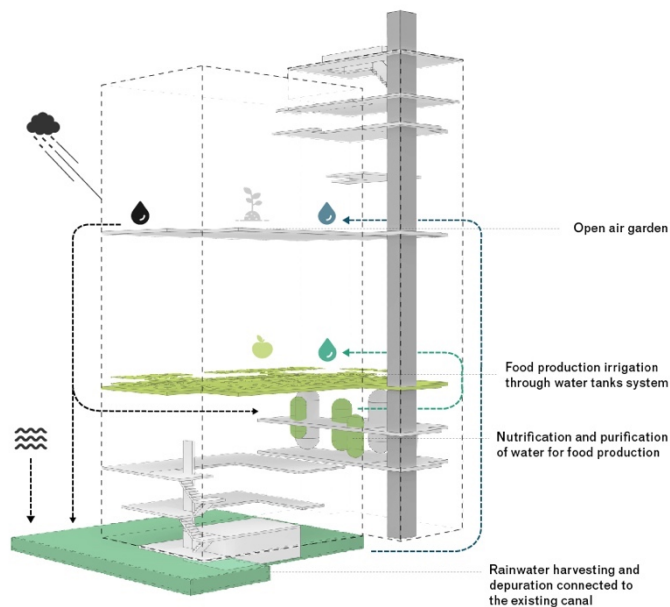 Open air garden
Food production irrigation
through water tanks system
Nutrification and purification
of water for food production
Rainwater harvesting and
depuration connected to
the existing canal